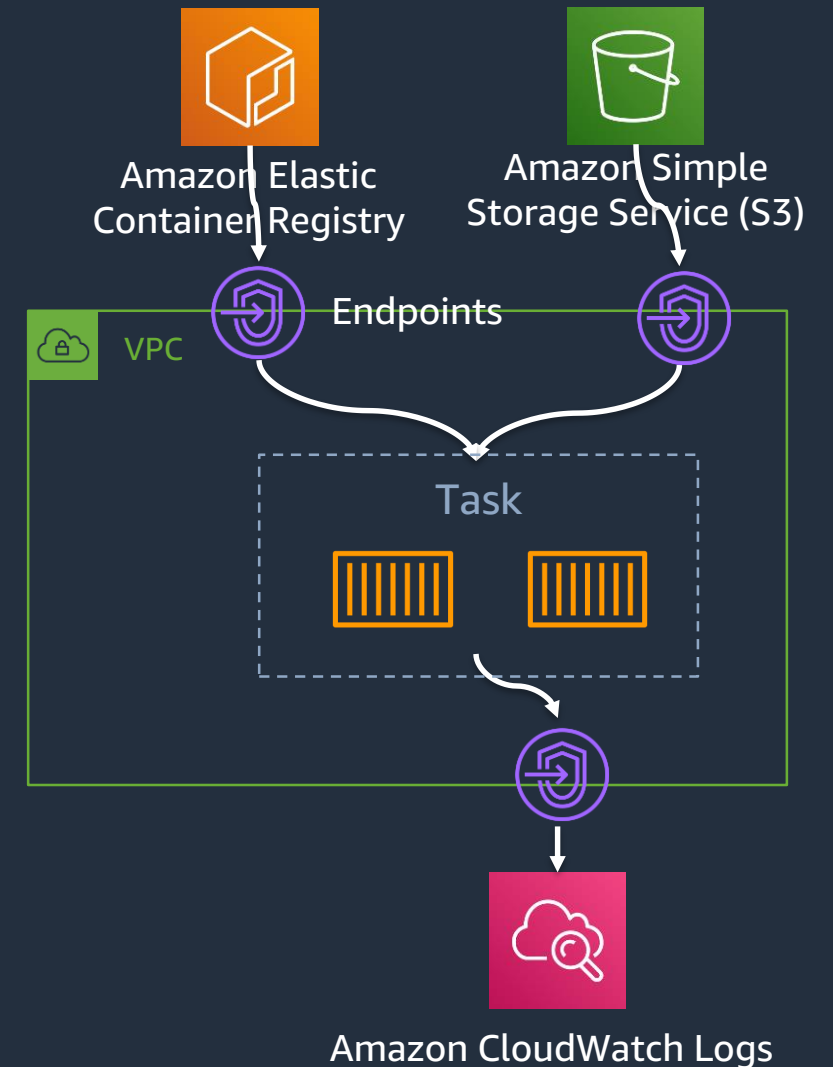 Amazon Elastic
Container Registry
Amazon Simple
Storage Service (S3)
Endpoints
VPC
Task
Amazon CloudWatch Logs